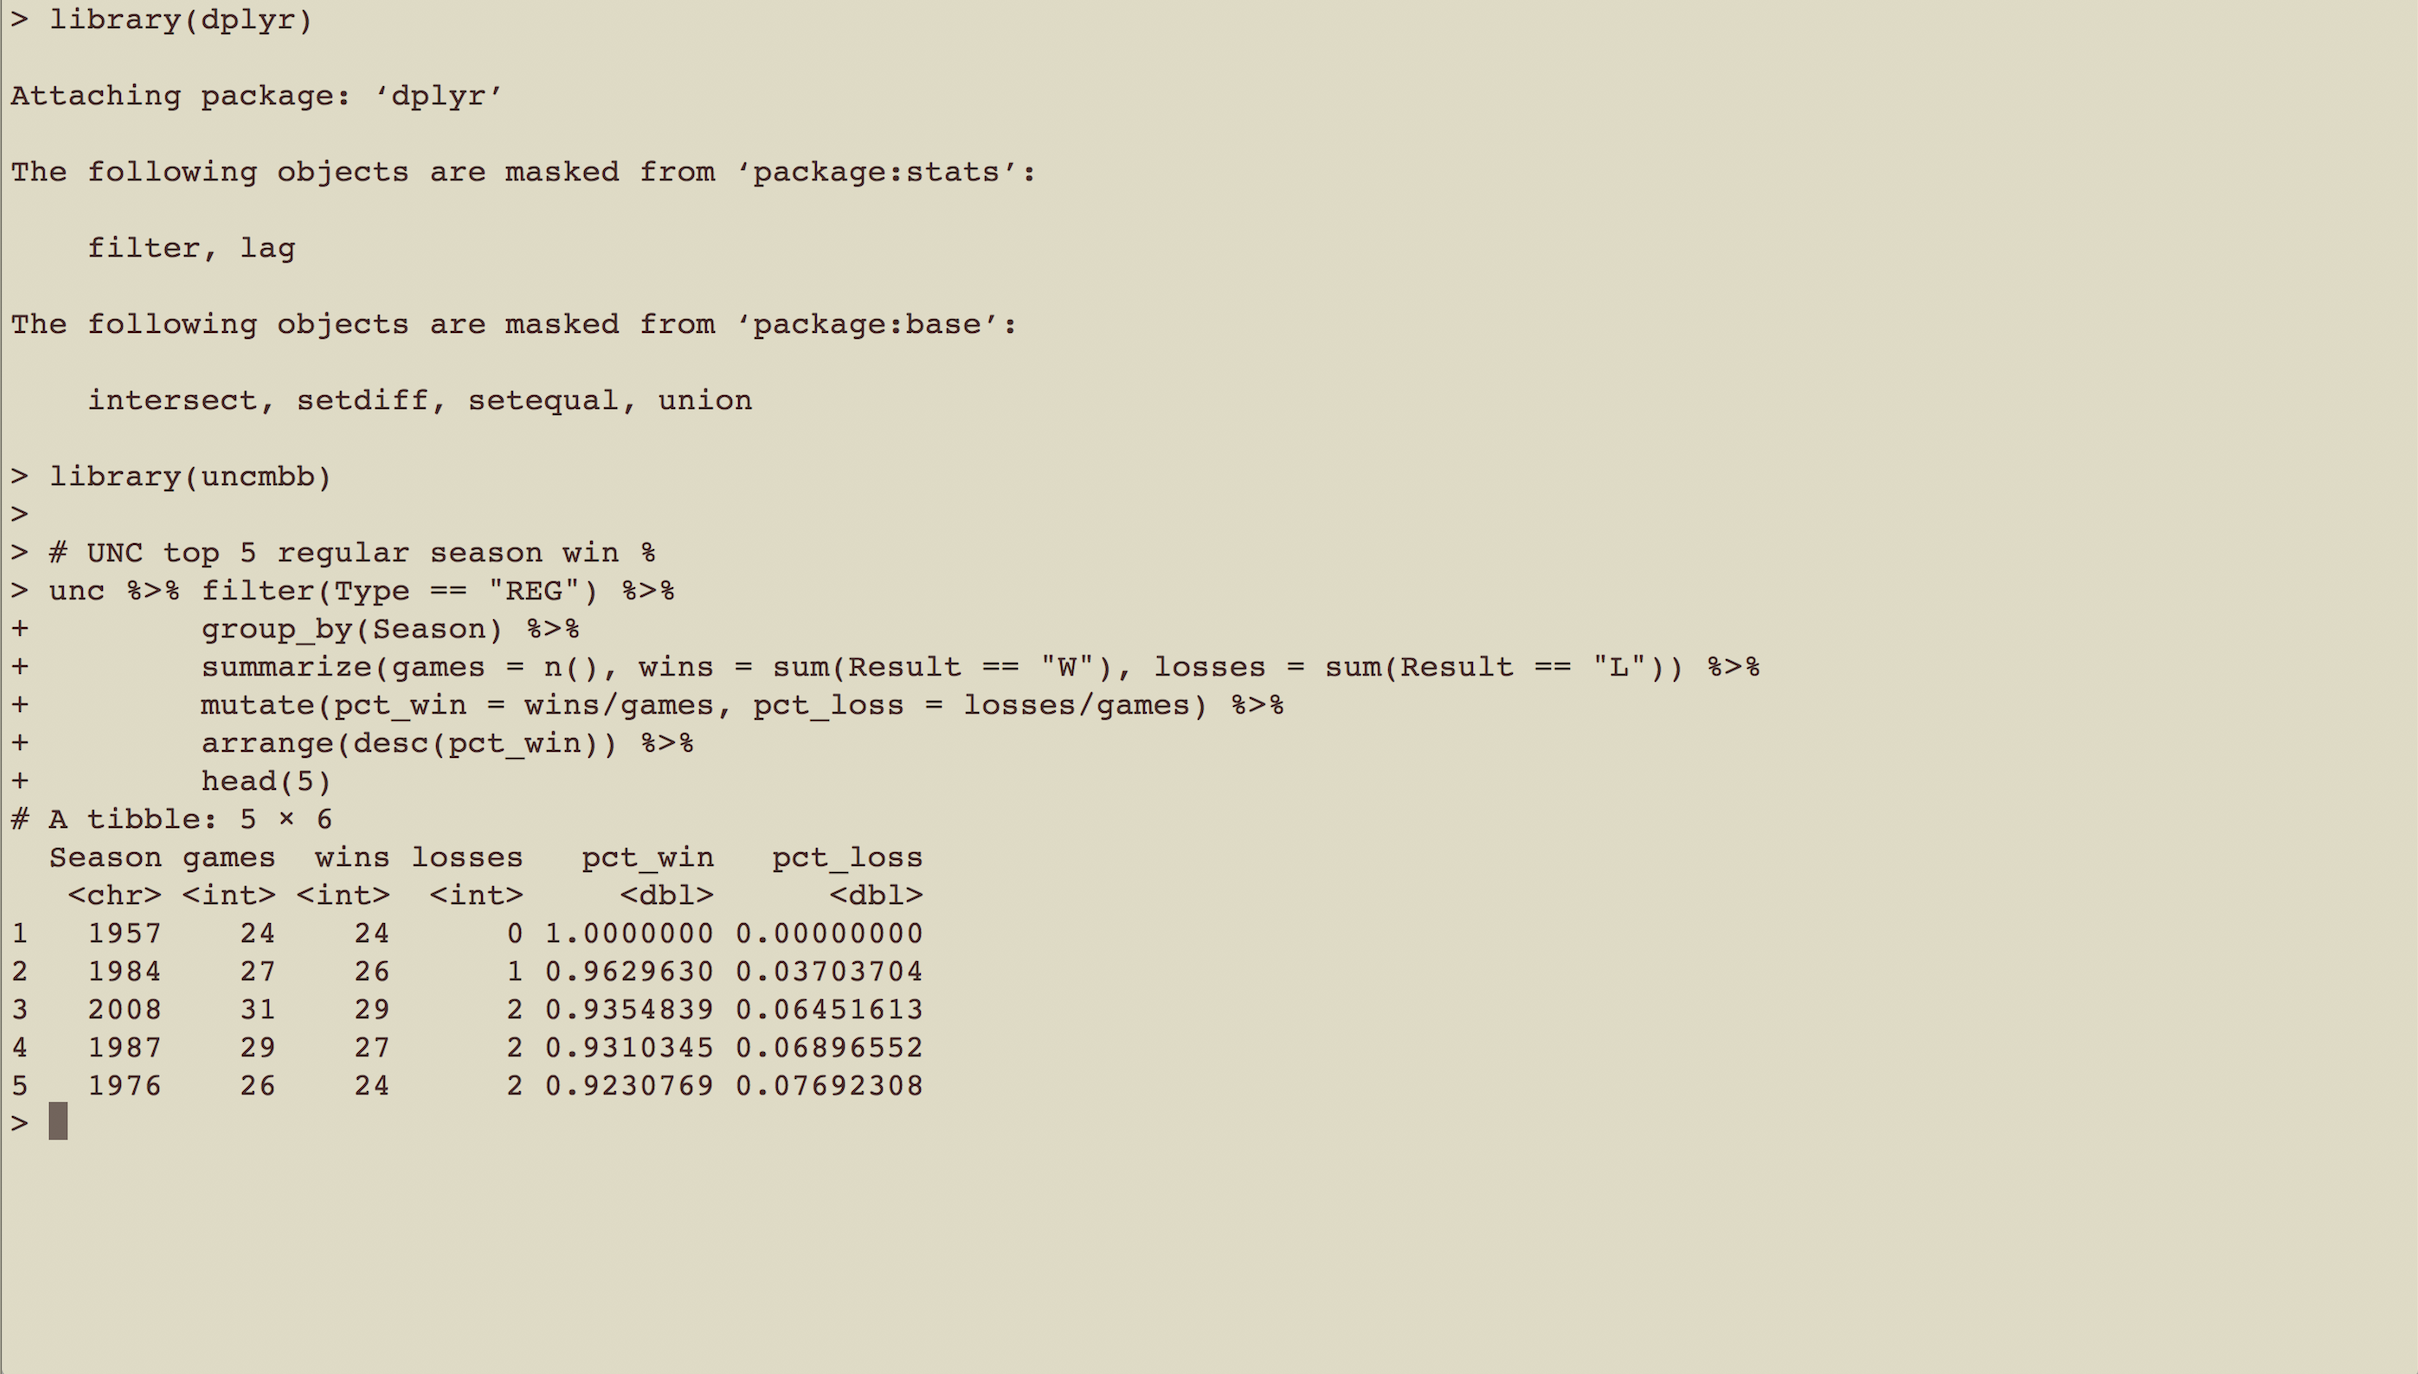 > library(dplyr)
Attaching package: ‘dplyr’
The following objects are masked from ‘package:stats’:
    filter, lag
The following objects are masked from ‘package:base’:
    intersect, setdiff, setequal, union
> library(uncmbb)
>
> # UNC top 5 regular season win %
> unc %>% filter(Type == "REG") %>%
+         group_by(Season) %>%
+         summarize(games = n(), wins = sum(Result == "W"), losses = sum(Result == "L")) %>%
+         mutate(pct_win = wins/games, pct_loss = losses/games) %>%
+         arrange(desc(pct_win)) %>%
+         head(5)
# A tibble: 5 × 6
  Season games  wins losses   pct_win   pct_loss
   <chr> <int> <int>  <int>     <dbl>      <dbl>
1   1957    24    24      0 1.0000000 0.00000000
2   1984    27    26      1 0.9629630 0.03703704
3   2008    31    29      2 0.9354839 0.06451613
4   1987    29    27      2 0.9310345 0.06896552
5   1976    26    24      2 0.9230769 0.07692308
>